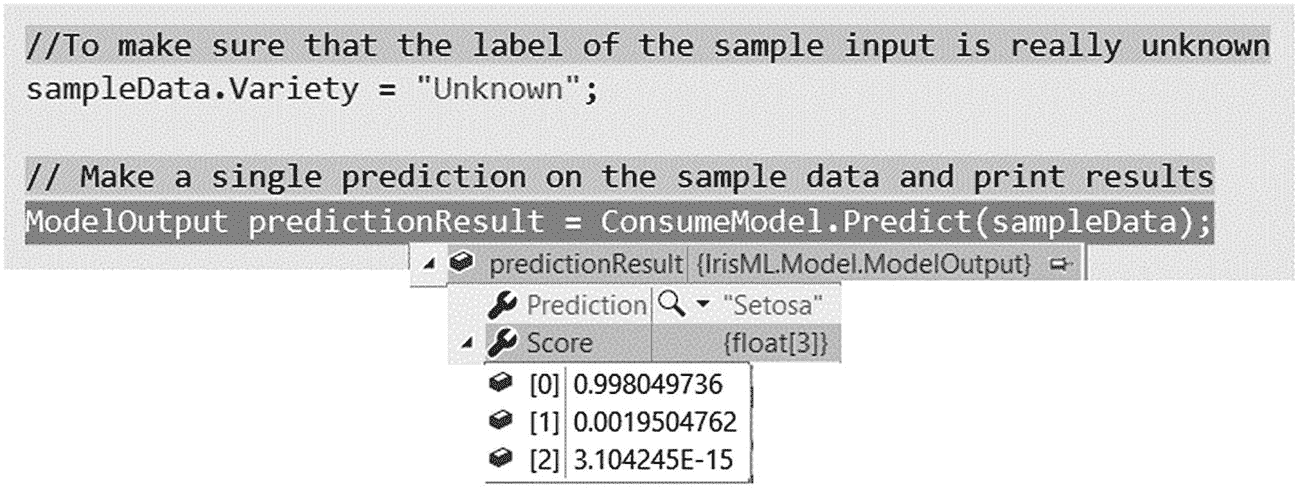 //To make sure that the label of the sample input is really unknown
sampleData.Variety = "Unknown";
// Make a single prediction on the sample data and print results
ModelOutput predictionResult = ConsumeModel.Predict(sampleData);
predictionResult {IrisML.Model.ModelOutput}
Prediction "Setosa"
Score {float[3]}
[0] 0.998049736
[1] 0.0019504762
[2] 3.104245E-15